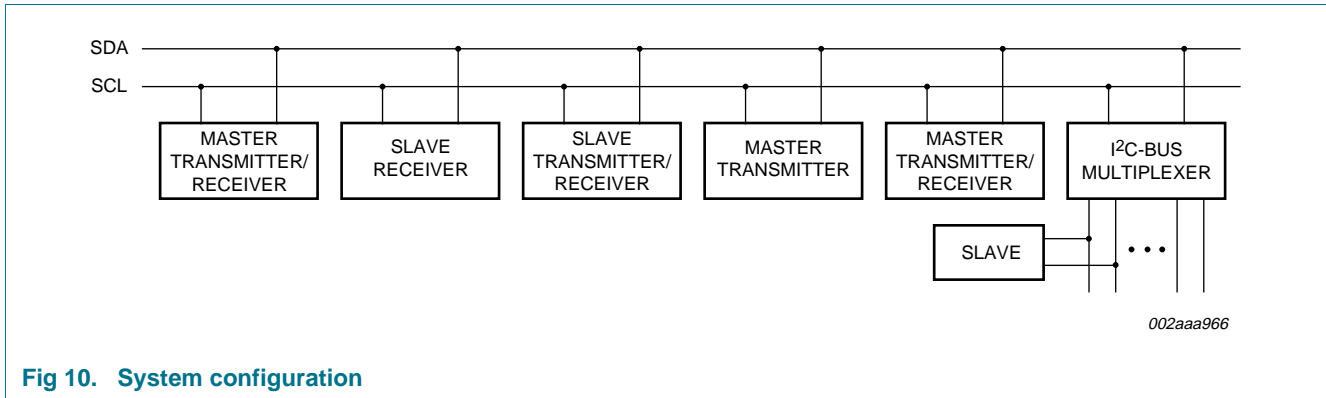 SDA
SCL
MASTER
TRANSMITTER/
RECEIVER
SLAVE
RECEIVER
SLAVE
TRANSMITTER/
RECEIVER
MASTER
TRANSMITTER
MASTER
TRANSMITTER/
RECEIVER
I²C-BUS
MULTIPLEXER
SLAVE
002aaa966
Fig 10. System configuration